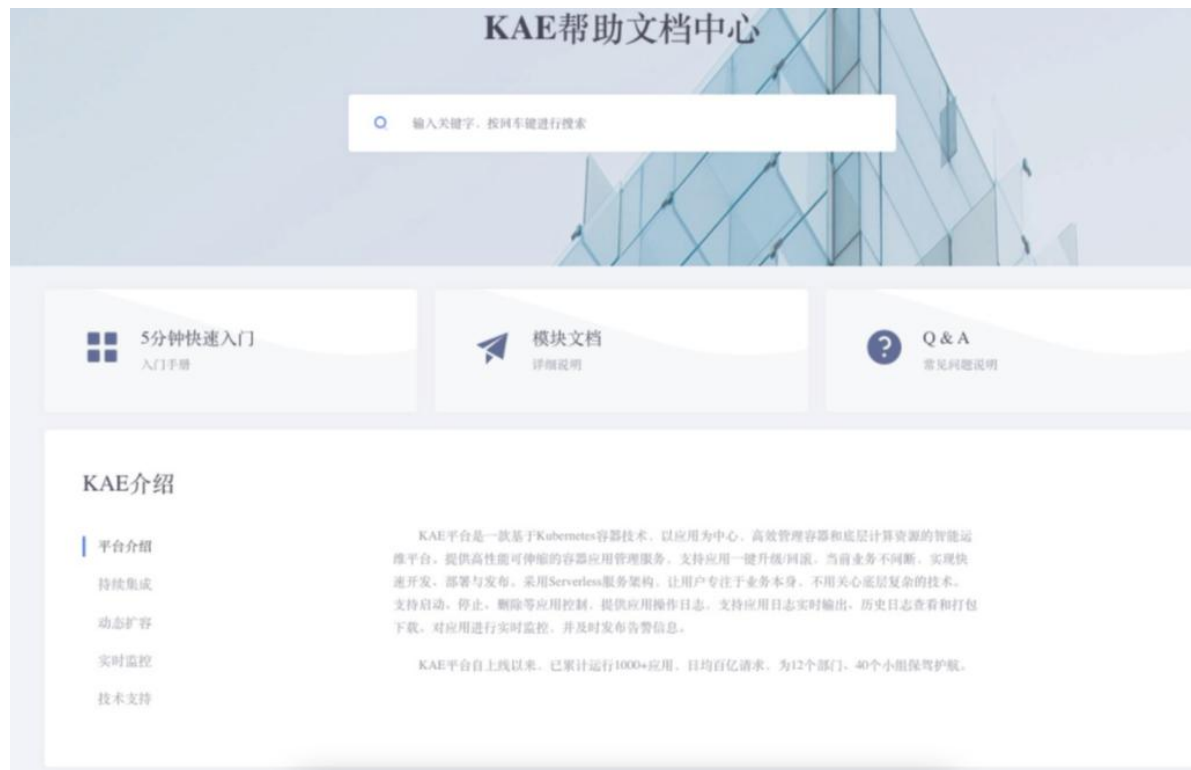 KAE帮助文档中心
输入关键字，按回车键进行搜索
5分钟快速入门
入门手册
模块文档
详细说明
Q & A
常见问题说明
KAE介绍
平台介绍
持续集成
动态扩容
实时监控
技术支持
KAE平台是一款基于Kubernetes容器技术，以应用为中心，高效管理容器和底层计算资源的智能运
维平台。提供高性能可伸缩的容器应用管理服务，支持应用一键升级/回滚，当前业务不间断，实现快
速开发、部署与发布。采用Serverless服务架构，让用户专注于业务本身，不用关心底层复杂的技术。
支持启动、停止、删除等应用控制，提供应用操作日志。支持应用日志实时输出，历史日志查看和打包
下载。对应用进行实时监控，并及时发布告警信息。
KAE平台自上线以来，已累计运行1000+应用，日均百亿请求，为12个部门、40个小组保驾护航。